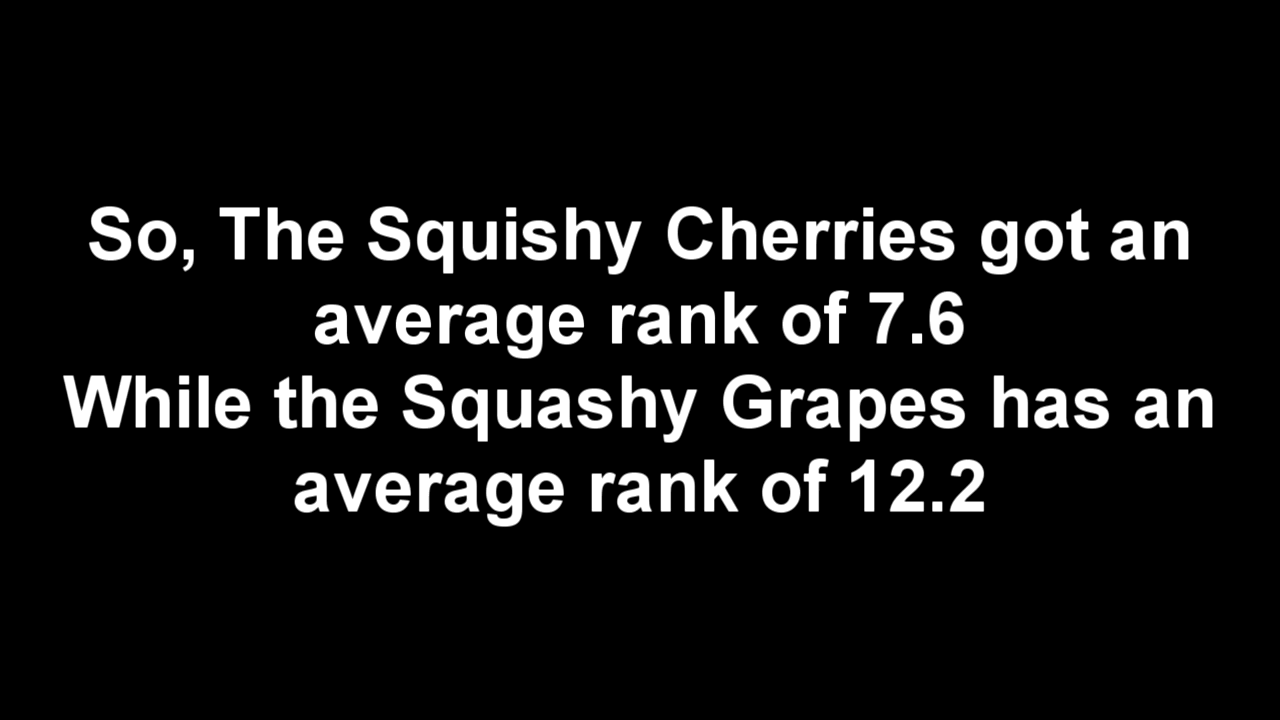 So, The Squishy Cherries got an
average rank of 7.6
While the Squashy Grapes has an
average rank of 12.2